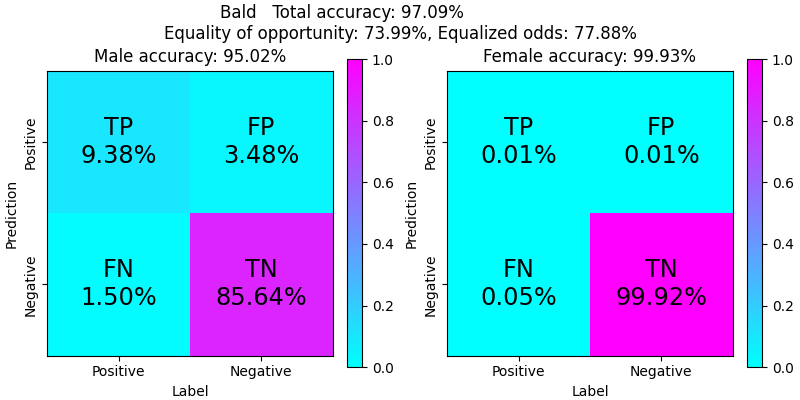 Bald   Total accuracy: 97.09%
Equality of opportunity: 73.99%, Equalized odds: 77.88%
Male accuracy: 95.02%
Female accuracy: 99.93%
TP
9.38%
FP
3.48%
FN
1.50%
TN
85.64%
Prediction
Positive
Negative
Positive
Negative
Label
1.0
0.8
0.6
0.4
0.2
0.0
TP
0.01%
FP
0.01%
FN
0.05%
TN
99.92%
Prediction
Positive
Negative
Positive
Negative
Label
1.0
0.8
0.6
0.4
0.2
0.0